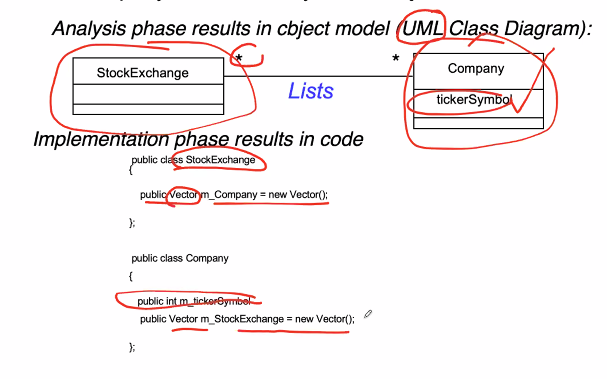 Analysis phase results in cbject model (UML Class Diagram):
StockExchange * * Company
Lists
tickerSymbol
Implementation phase results in code
public class StockExchange
{
public Vector m_Company = new Vector();
};
public class Company
{
public int m_tickerSymbol
public Vector m_StockExchange = new Vector();
};